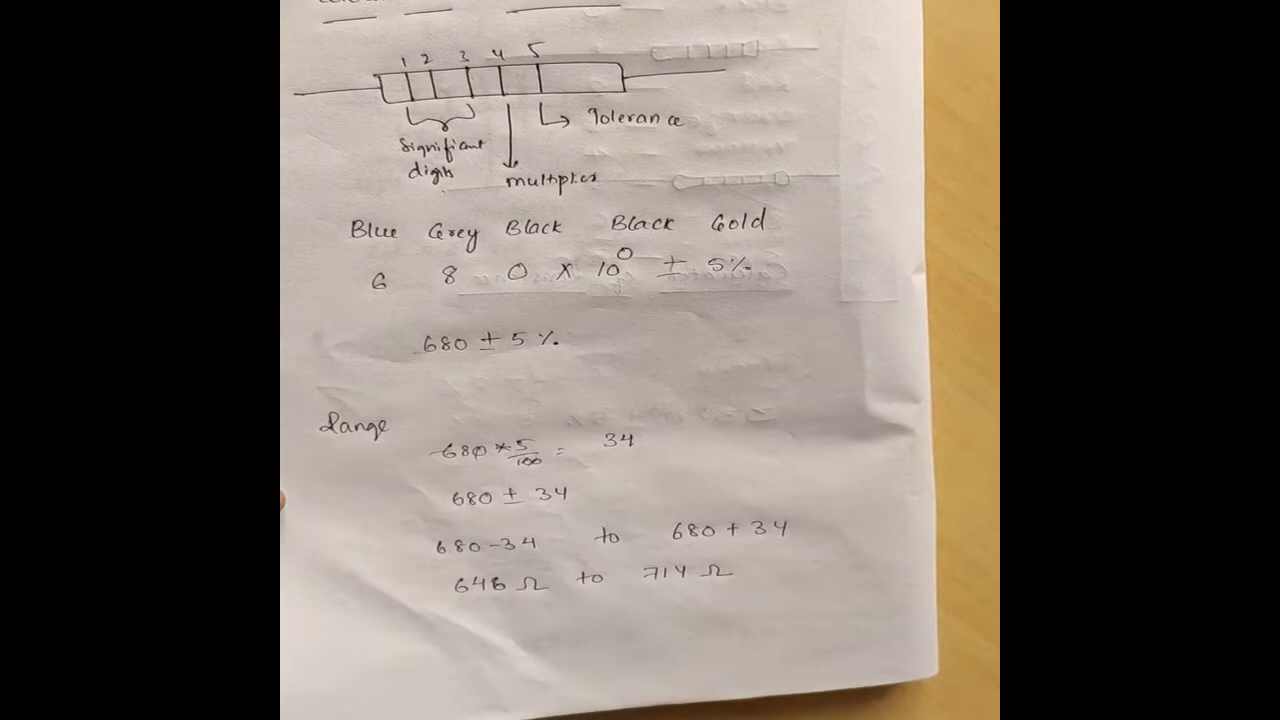 1 2 3 4 5
Tolerance
Significant
digits
multiplier
Blue Grey Black Black Gold
6 8 0 x 10⁰ ± 5%
680 ± 5 %
Range
680 * 5/100 = 34
680 ± 34
680-34 to 680 + 34
646 Ω to 714 Ω